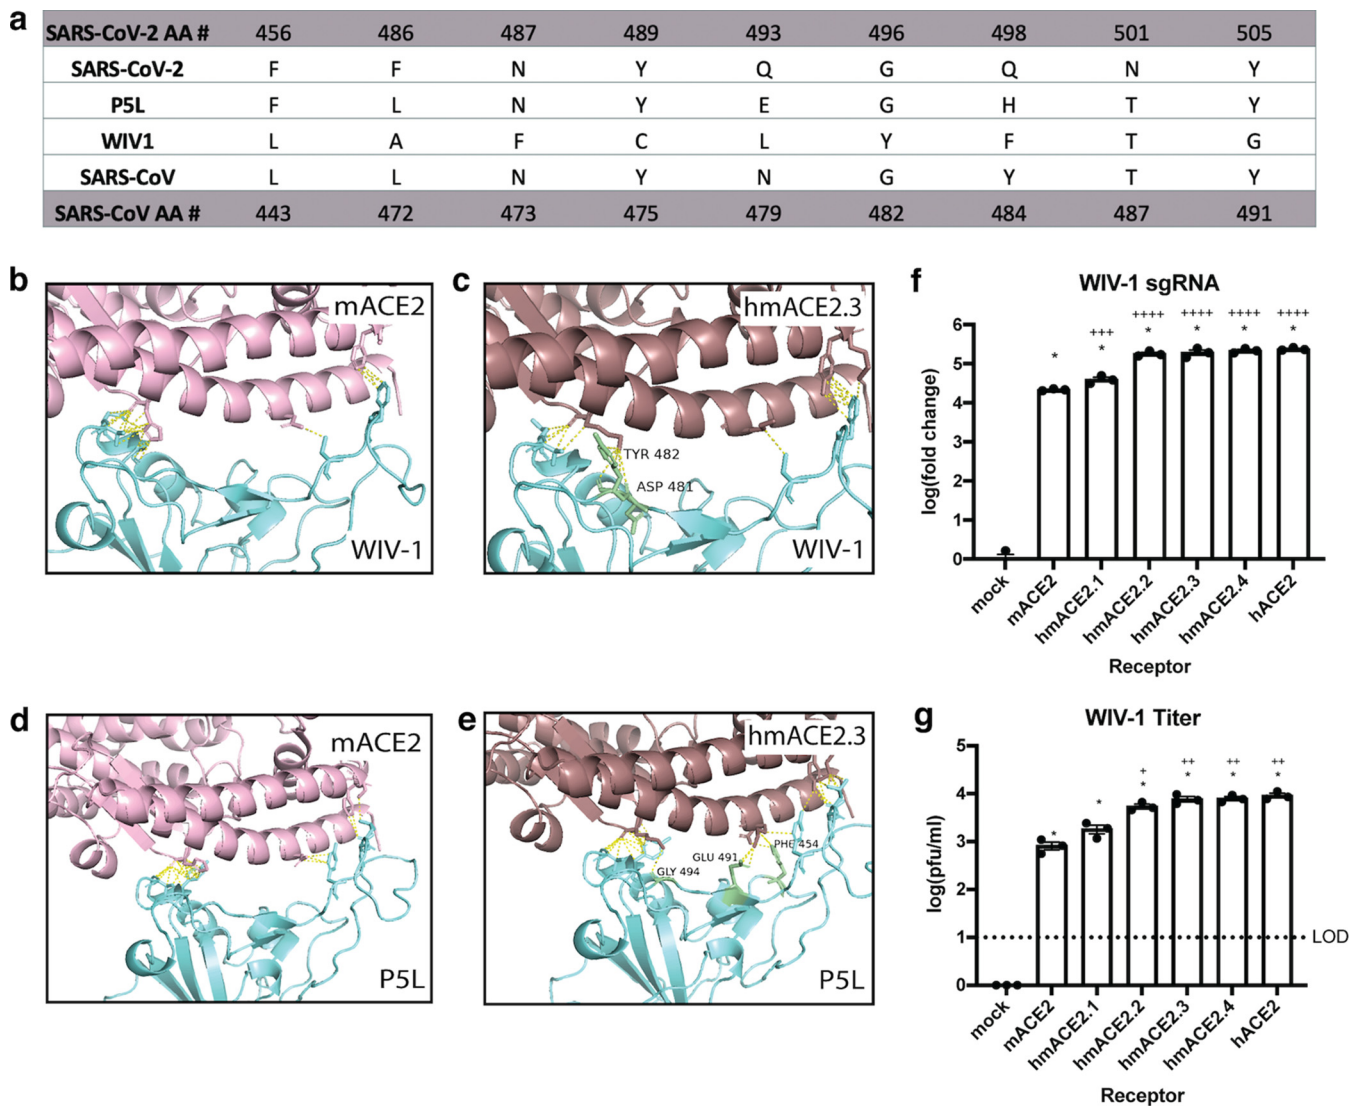 a
SARS-CoV-2 AA # 456 486 487 489 493 496 498 501 505
SARS-CoV-2 F F N Y Q G Q N Y
P5L F L N Y E G H T Y
WIV1 L A F C L Y F T G
SARS-CoV L L N Y N G Y T Y
SARS-CoV AA # 443 472 473 475 479 482 484 487 491
b
mACE2
WIV-1
c
hmACE2.3
TYR 482
ASP 481
WIV-1
d
mACE2
P5L
e
hmACE2.3
PHE 454
GLU 491
GLY 494
P5L
f
WIV-1 sgRNA
log(fold change)
6
5
4
3
2
1
0
+++ ++++ ++++ ++++ ++++
* * * * * *
mock mACE2 hmACE2.1 hmACE2.2 hmACE2.3 hmACE2.4 hACE2
Receptor
g
WIV-1 Titer
log(pfu/ml)
5
4
3
2
1
0
+ ++ ++ ++
* * * * * *
LOD
mock mACE2 hmACE2.1 hmACE2.2 hmACE2.3 hmACE2.4 hACE2
Receptor